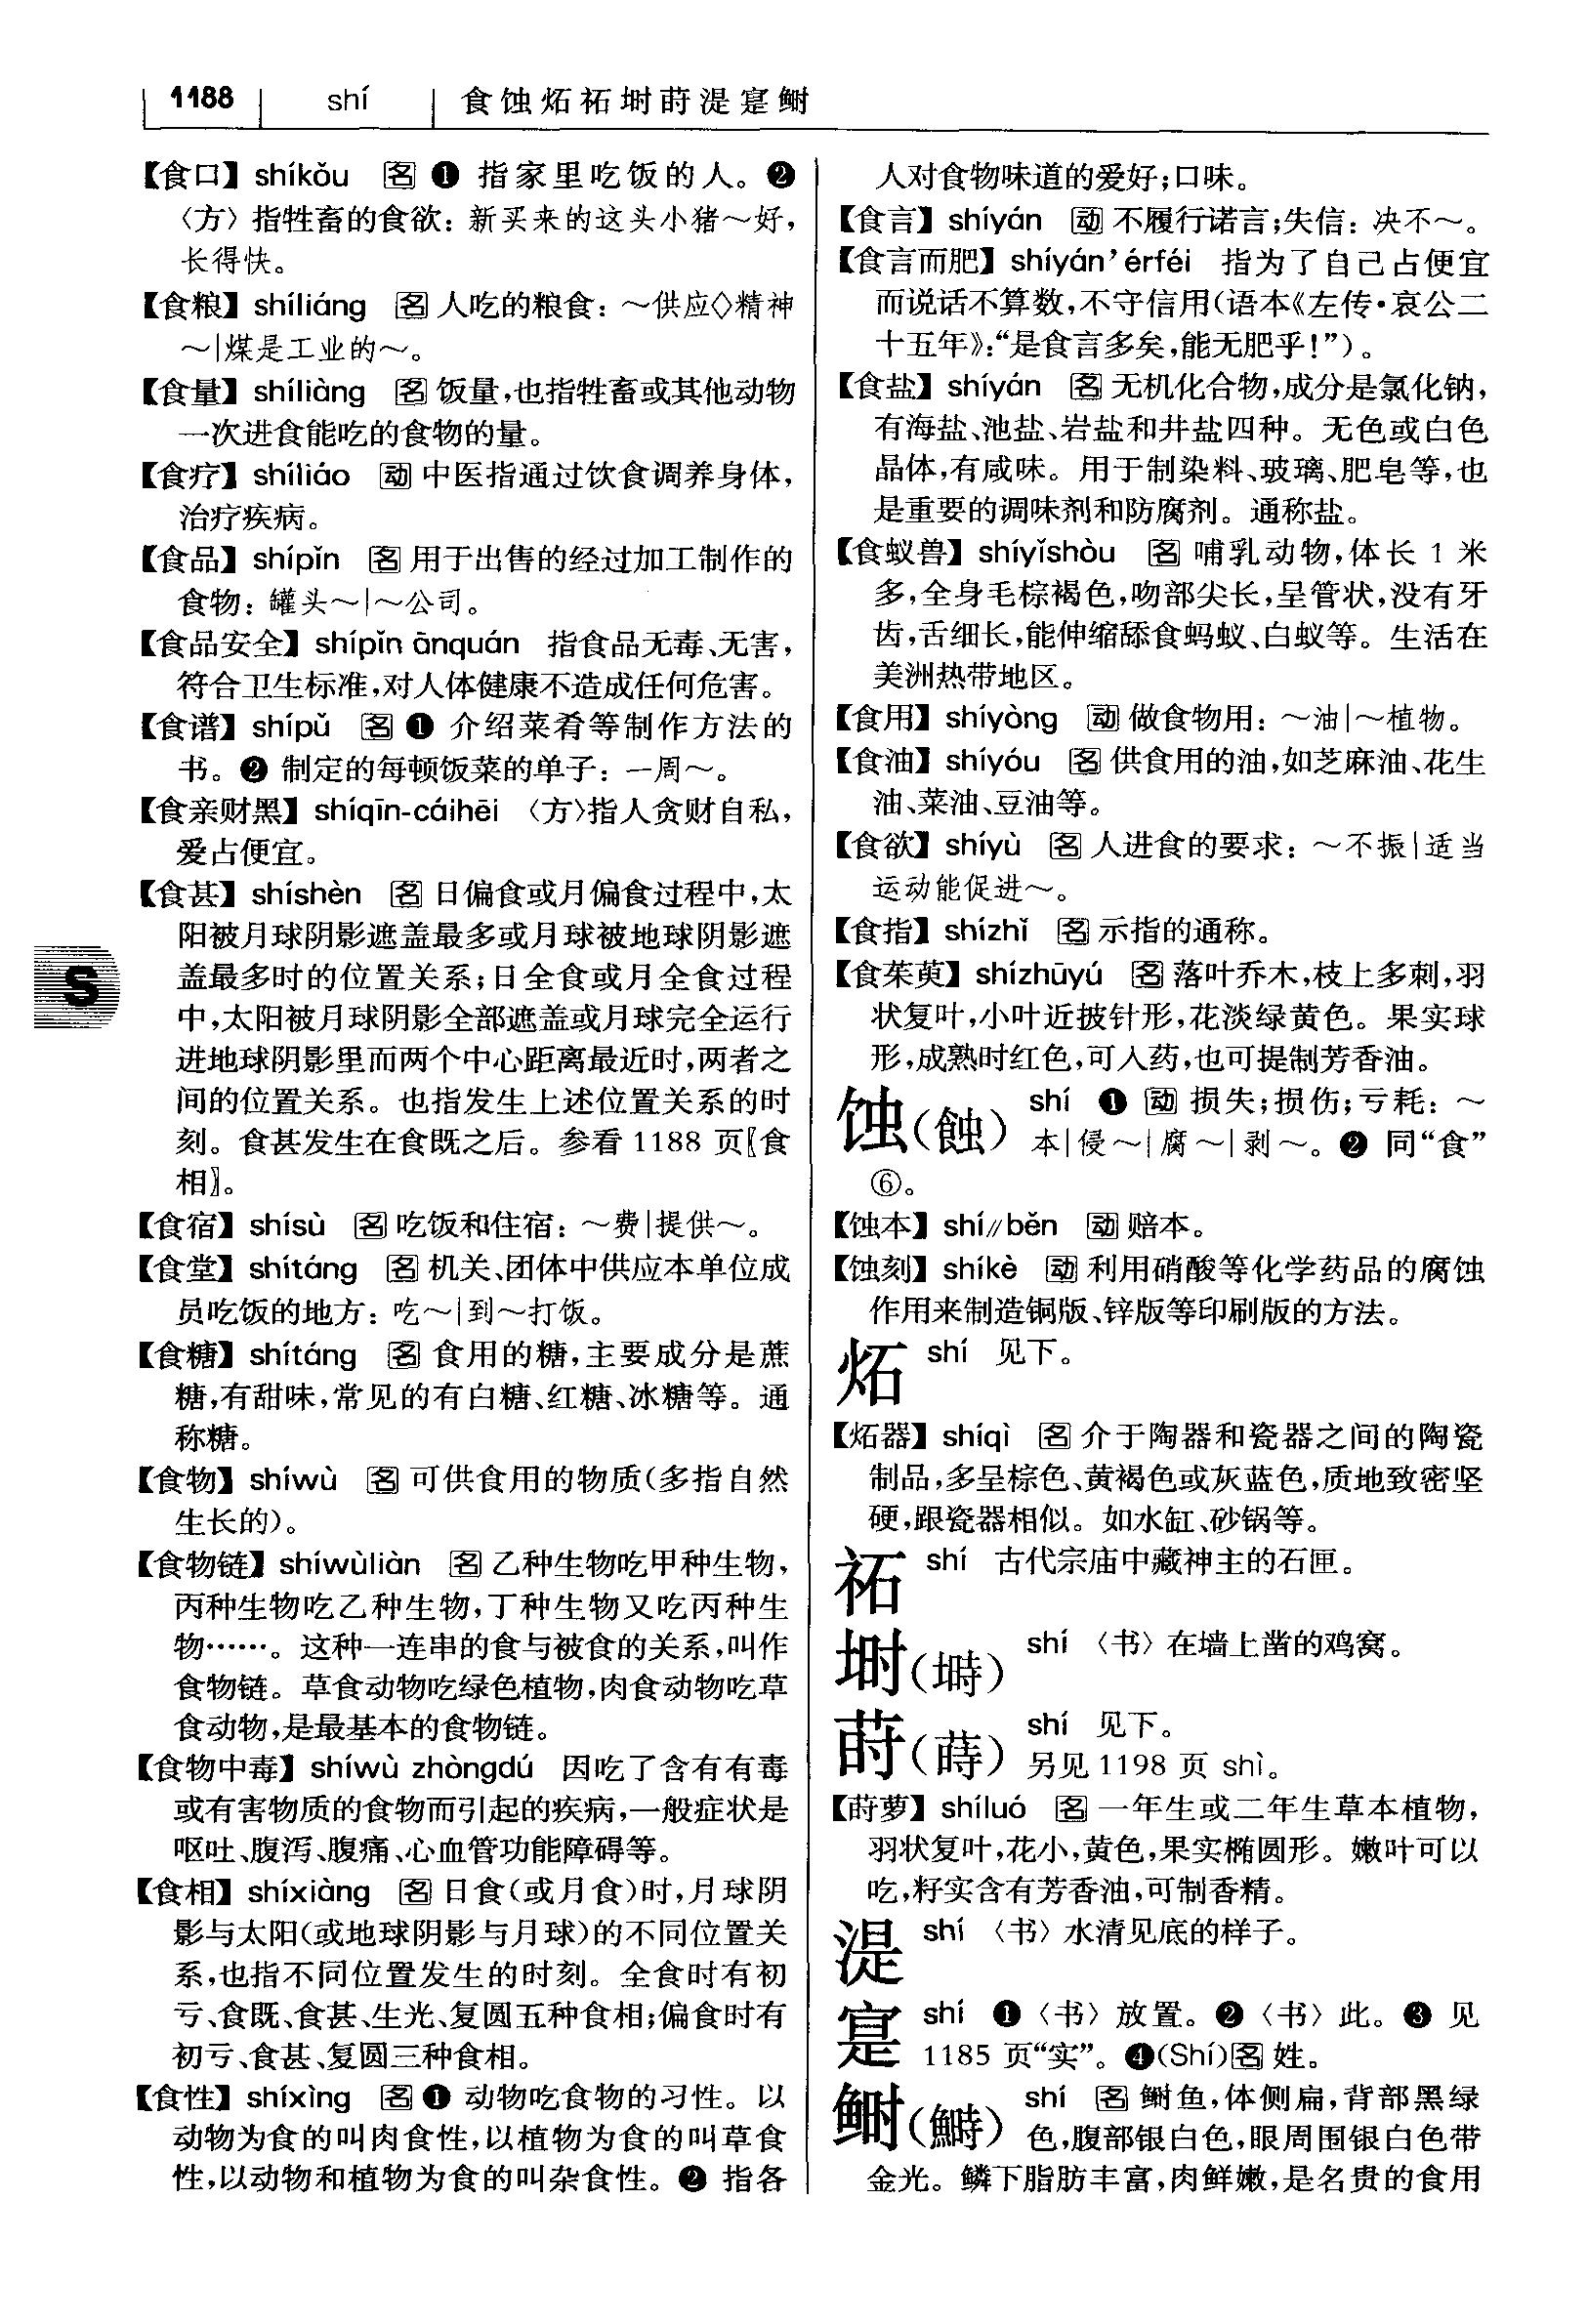 1188 shí 食蚀炻祏埘莳湜寔鲥
【食口】 shíkǒu 名 ❶ 指家里吃饭的人。❷
〈方〉指牲畜的食欲：新买来的这头小猪～好，
长得快。
【食粮】 shíliáng 名 人吃的粮食：～供应◇精神
～|煤是工业的～。
【食量】 shíliàng 名 饭量，也指牲畜或其他动物
一次进食能吃的食物的量。
【食疗】 shíliáo 动 中医指通过饮食调养身体，
治疗疾病。
【食品】 shípǐn 名 用于出售的经过加工制作的
食物：罐头～|～公司。
【食品安全】 shípǐn ānquán 指食品无毒、无害，
符合卫生标准，对人体健康不造成任何危害。
【食谱】 shípǔ 名 ❶ 介绍菜肴等制作方法的
书。❷ 制定的每顿饭菜的单子：一周～。
【食亲财黑】 shíqīn-cáihēi 〈方〉指人贪财自私，
爱占便宜。
【食甚】 shíshèn 名 日偏食或月偏食过程中，太
阳被月球阴影遮盖最多或月球被地球阴影遮
盖最多时的位置关系；日全食或月全食过程
中，太阳被月球阴影全部遮盖或月球完全运行
进地球阴影里而两个中心距离最近时，两者之
间的位置关系。也指发生上述位置关系的时
刻。食甚发生在食既之后。参看 1188 页〖食
相〗。
【食宿】 shísù 名 吃饭和住宿：～费|提供～。
【食堂】 shítáng 名 机关、团体中供应本单位成
员吃饭的地方：吃～|到～打饭。
【食糖】 shítáng 名 食用的糖，主要成分是蔗
糖，有甜味，常见的有白糖、红糖、冰糖等。通
称糖。
【食物】 shíwù 名 可供食用的物质（多指自然
生长的）。
【食物链】 shíwùliàn 名 乙种生物吃甲种生物，
丙种生物吃乙种生物，丁种生物又吃丙种生
物……。这种一连串的食与被食的关系，叫作
食物链。草食动物吃绿色植物，肉食动物吃草
食动物，是最基本的食物链。
【食物中毒】 shíwù zhòngdú 因吃了含有有毒
或有害物质的食物而引起的疾病，一般症状是
呕吐、腹泻、腹痛、心血管功能障碍等。
【食相】 shíxiàng 名 日食（或月食）时，月球阴
影与太阳（或地球阴影与月球）的不同位置关
系，也指不同位置发生的时刻。全食时有初
亏、食既、食甚、生光、复圆五种食相；偏食时有
初亏、食甚、复圆三种食相。
【食性】 shíxìng 名 ❶ 动物吃食物的习性。以
动物为食的叫肉食性，以植物为食的叫草食
性，以动物和植物为食的叫杂食性。❷ 指各
S
人对食物味道的爱好；口味。
【食言】 shíyán 动 不履行诺言；失信：决不～。
【食言而肥】 shíyán’érféi 指为了自己占便宜
而说话不算数，不守信用（语本《左传·哀公二
十五年》：“是食言多矣，能无肥乎！”）。
【食盐】 shíyán 名 无机化合物，成分是氯化钠，
有海盐、池盐、岩盐和井盐四种。无色或白色
晶体，有咸味。用于制染料、玻璃、肥皂等，也
是重要的调味剂和防腐剂。通称盐。
【食蚁兽】 shíyǐshòu 名 哺乳动物，体长 1 米
多，全身毛棕褐色，吻部尖长，呈管状，没有牙
齿，舌细长，能伸缩舔食蚂蚁、白蚁等。生活在
美洲热带地区。
【食用】 shíyòng 动 做食物用：～油|～植物。
【食油】 shíyóu 名 供食用的油，如芝麻油、花生
油、菜油、豆油等。
【食欲】 shíyù 名 人进食的要求：～不振|适当
运动能促进～。
【食指】 shízhǐ 名 示指的通称。
【食茱萸】 shízhūyú 名 落叶乔木，枝上多刺，羽
状复叶，小叶近披针形，花淡绿黄色。果实球
形，成熟时红色，可入药，也可提制芳香油。
蚀（蝕） shí ❶ 动 损失；损伤；亏耗：～
本|侵～|腐～|剥～。❷ 同“食”
⑥。
【蚀本】 shí∥běn 动 赔本。
【蚀刻】 shíkè 动 利用硝酸等化学药品的腐蚀
作用来制造铜版、锌版等印刷版的方法。
炻 shí 见下。
【炻器】 shíqì 名 介于陶器和瓷器之间的陶瓷
制品，多呈棕色、黄褐色或灰蓝色，质地致密坚
硬，跟瓷器相似。如水缸、砂锅等。
祏 shí 古代宗庙中藏神主的石匣。
埘（塒） shí 〈书〉在墙上凿的鸡窝。
莳（蒔） shí 见下。
另见 1198 页 shì。
【莳萝】 shíluó 名 一年生或二年生草本植物，
羽状复叶，花小，黄色，果实椭圆形。嫩叶可以
吃，籽实含有芳香油，可制香精。
湜 shí 〈书〉水清见底的样子。
寔 shí ❶〈书〉放置。❷〈书〉此。❸ 见
1185 页“实”。❹(Shí)名 姓。
鲥（鰣） shí 名 鲥鱼，体侧扁，背部黑绿
色，腹部银白色，眼周围银白色带
金光。鳞下脂肪丰富，肉鲜嫩，是名贵的食用